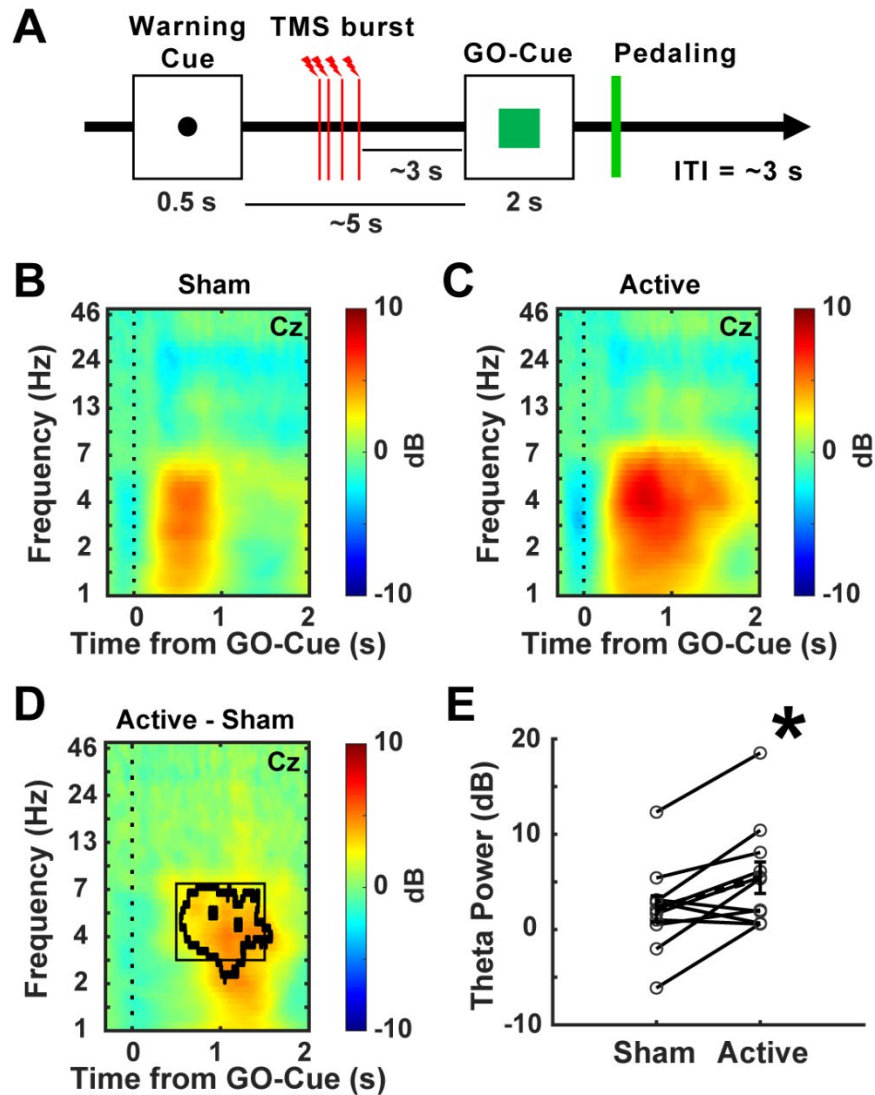 A
Warning
Cue
TMS burst
GO-Cue
Pedaling
~3 s
ITI = ~3 s
0.5 s
2 s
~5 s
B
Sham
Cz
46
24
13
7
4
2
1
Frequency (Hz)
0
1
2
Time from GO-Cue (s)
10
0
-10
dB
C
Active
Cz
46
24
13
7
4
2
1
Frequency (Hz)
0
1
2
Time from GO-Cue (s)
10
0
-10
dB
D
Active - Sham
Cz
46
24
13
7
4
2
1
Frequency (Hz)
0
1
2
Time from GO-Cue (s)
10
0
-10
dB
E
*
20
10
0
-10
Theta Power (dB)
Sham
Active